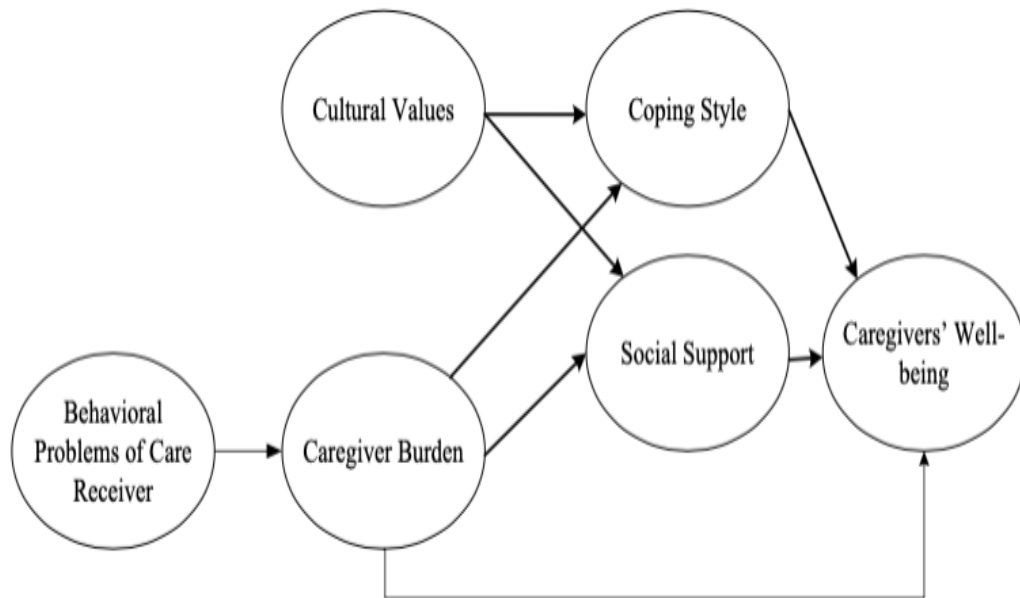 Cultural Values
Coping Style
Social Support
Caregivers’ Well-
being
Behavioral
Problems of Care
Receiver
Caregiver Burden